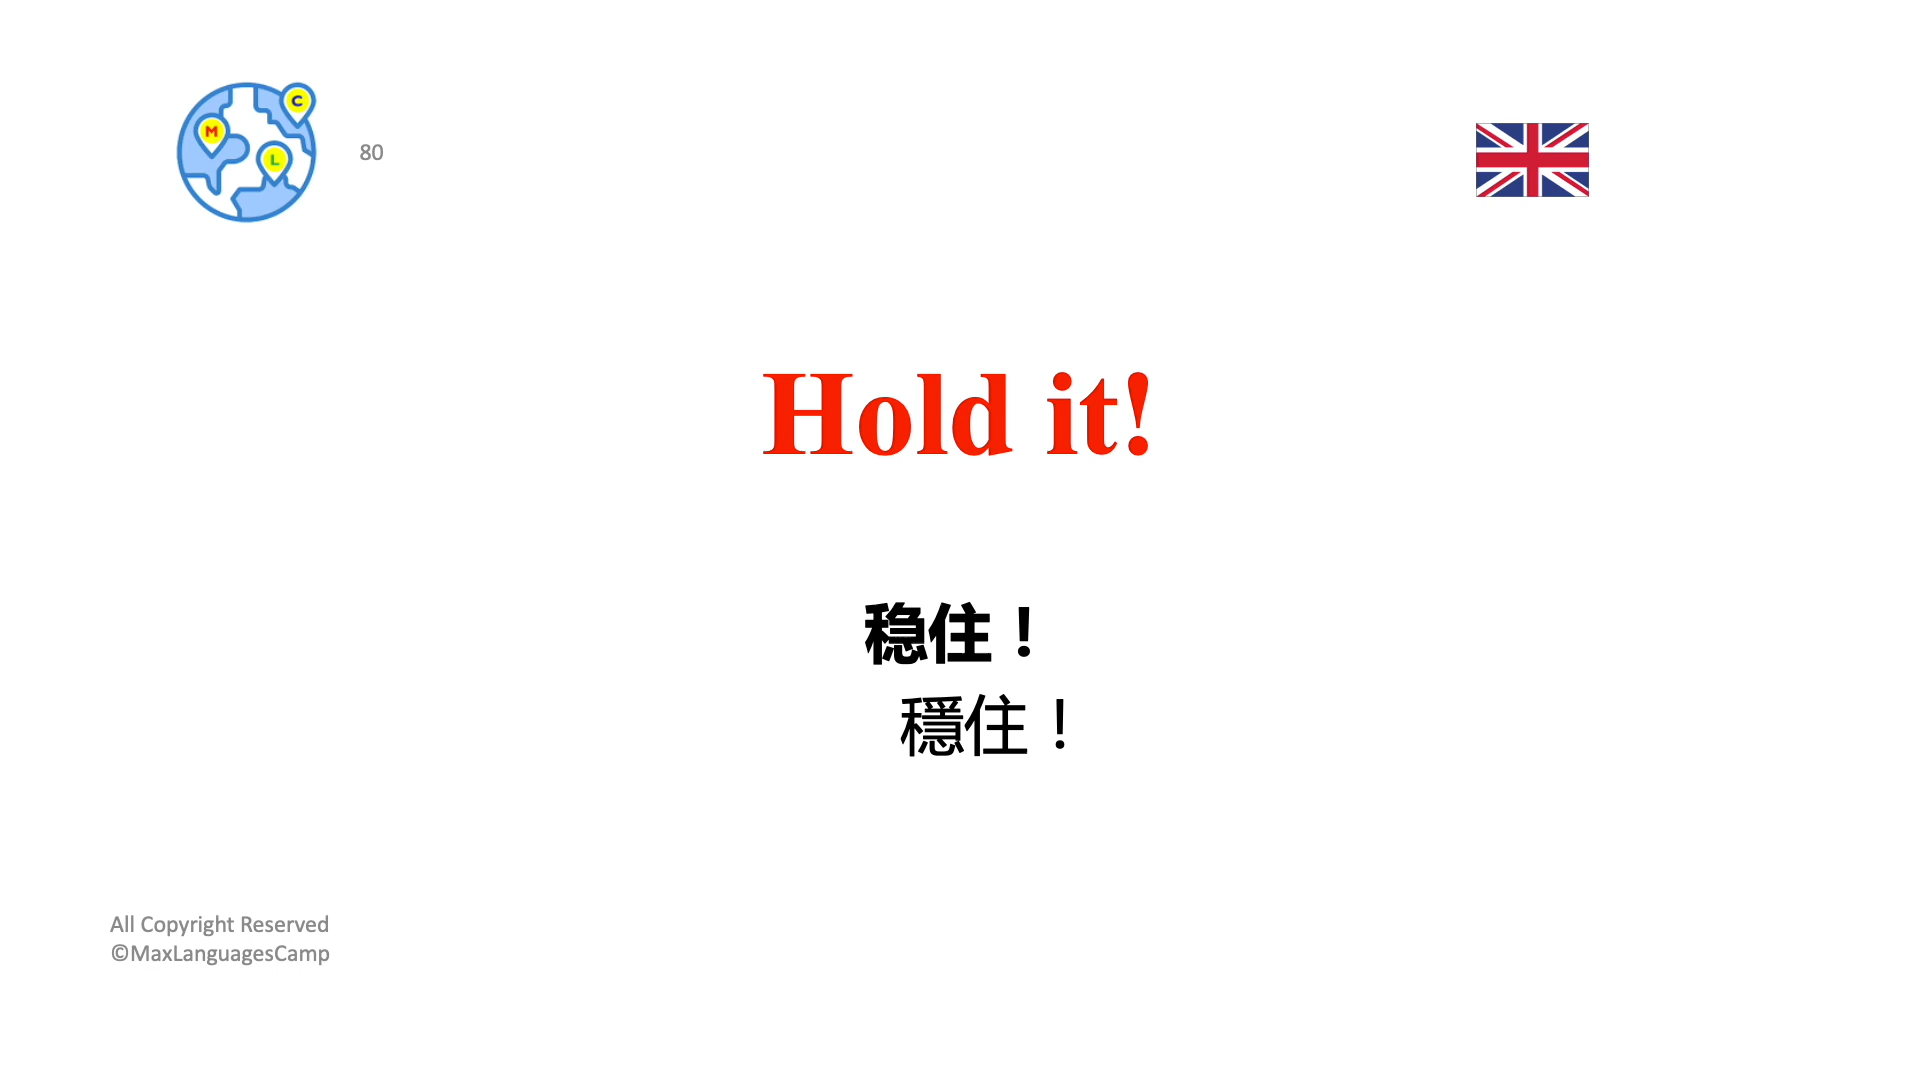 C
M
L
80
Hold it!
稳住！
穩住！
All Copyright Reserved
©MaxLanguagesCamp